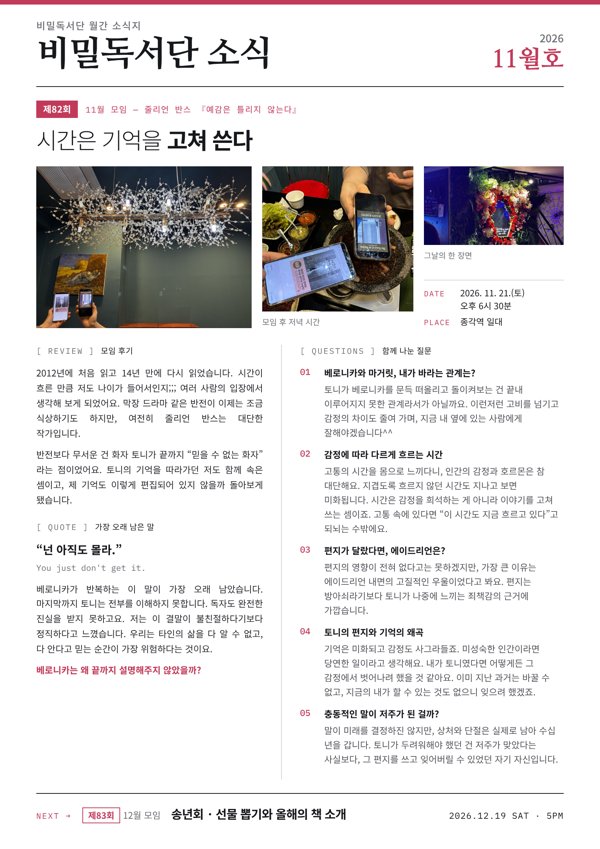 비밀독서단 월간 소식지
비밀독서단 소식
2026
11월호
제82회
11월 모임 — 줄리언 반스 『예감은 틀리지 않는다』
시간은 기억을 고쳐 쓴다
모임 후 저녁 시간
그날의 한 장면
DATE 2026. 11. 21.(토)
오후 6시 30분
PLACE 종각역 일대
[ REVIEW ] 모임 후기
2012년에 처음 읽고 14년 만에 다시 읽었습니다. 시간이
흐른 만큼 저도 나이가 들어서인지;;; 여러 사람의 입장에서
생각해 보게 되었어요. 막장 드라마 같은 반전이 이제는 조금
식상하기도 하지만, 여전히 줄리언 반스는 대단한
작가입니다.
반전보다 무서운 건 화자 토니가 끝까지 “믿을 수 없는 화자”
라는 점이었어요. 토니의 기억을 따라가던 저도 함께 속은
셈이고, 제 기억도 이렇게 편집되어 있지 않을까 돌아보게
됐습니다.
[ QUOTE ] 가장 오래 남은 말
“넌 아직도 몰라.”
You just don't get it.
베로니카가 반복하는 이 말이 가장 오래 남았습니다.
마지막까지 토니는 전부를 이해하지 못합니다. 독자도 완전한
진실을 받지 못하고요. 저는 이 결말이 불친절하다기보다
정직하다고 느꼈습니다. 우리는 타인의 삶을 다 알 수 없고,
다 안다고 믿는 순간이 가장 위험하다는 것이요.
베로니카는 왜 끝까지 설명해주지 않았을까?
[ QUESTIONS ] 함께 나눈 질문
01 베로니카와 마거릿, 내가 바라는 관계는?
토니가 베로니카를 문득 떠올리고 돌이켜보는 건 끝내
이루어지지 못한 관계라서가 아닐까요. 이런저런 고비를 넘기고
감정의 차이도 줄여 가며, 지금 내 옆에 있는 사람에게
잘해야겠습니다^^
02 감정에 따라 다르게 흐르는 시간
고통의 시간을 몸으로 느끼다니, 인간의 감정과 호르몬은 참
대단해요. 지겹도록 흐르지 않던 시간도 지나고 보면
미화됩니다. 시간은 감정을 희석하는 게 아니라 이야기를 고쳐
쓰는 셈이죠. 고통 속에 있다면 “이 시간도 지금 흐르고 있다”고
되뇌는 수밖에요.
03 편지가 달랐다면, 에이드리언은?
편지의 영향이 전혀 없다고는 못하겠지만, 가장 큰 이유는
에이드리언 내면의 고질적인 우울이었다고 봐요. 편지는
방아쇠라기보다 토니가 나중에 느끼는 죄책감의 근거에
가깝습니다.
04 토니의 편지와 기억의 왜곡
기억은 미화되고 감정도 사그라들죠. 미성숙한 인간이라면
당연한 일이라고 생각해요. 내가 토니였다면 어떻게든 그
감정에서 벗어나려 했을 것 같아요. 이미 지난 과거는 바꿀 수
없고, 지금의 내가 할 수 있는 것도 없으니 잊으려 했겠죠.
05 충동적인 말이 저주가 된 걸까?
말이 미래를 결정하진 않지만, 상처와 단절은 실제로 남아 수십
년을 갑니다. 토니가 두려워해야 했던 건 저주가 맞았다는
사실보다, 그 편지를 쓰고 잊어버릴 수 있었던 자기 자신입니다.
NEXT → 제83회 12월 모임 송년회 · 선물 뽑기와 올해의 책 소개 2026.12.19 SAT · 5PM